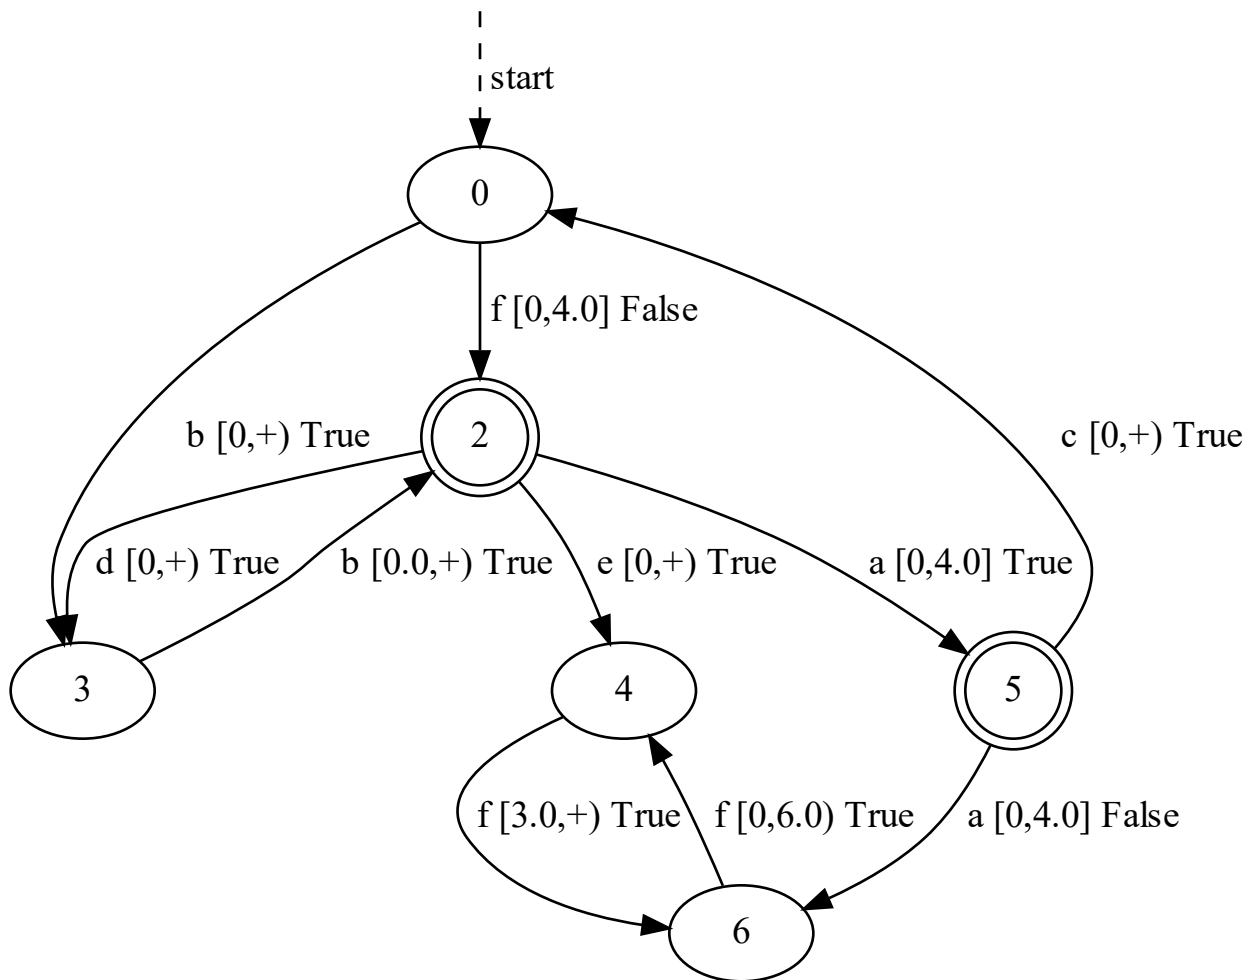 start
0
f [0,4.0] False
b [0,+) True
2
c [0,+) True
d [0,+) True
b [0.0,+) True
e [0,+) True
a [0,4.0] True
3
4
5
f [3.0,+) True
f [0,6.0) True
a [0,4.0] False
6